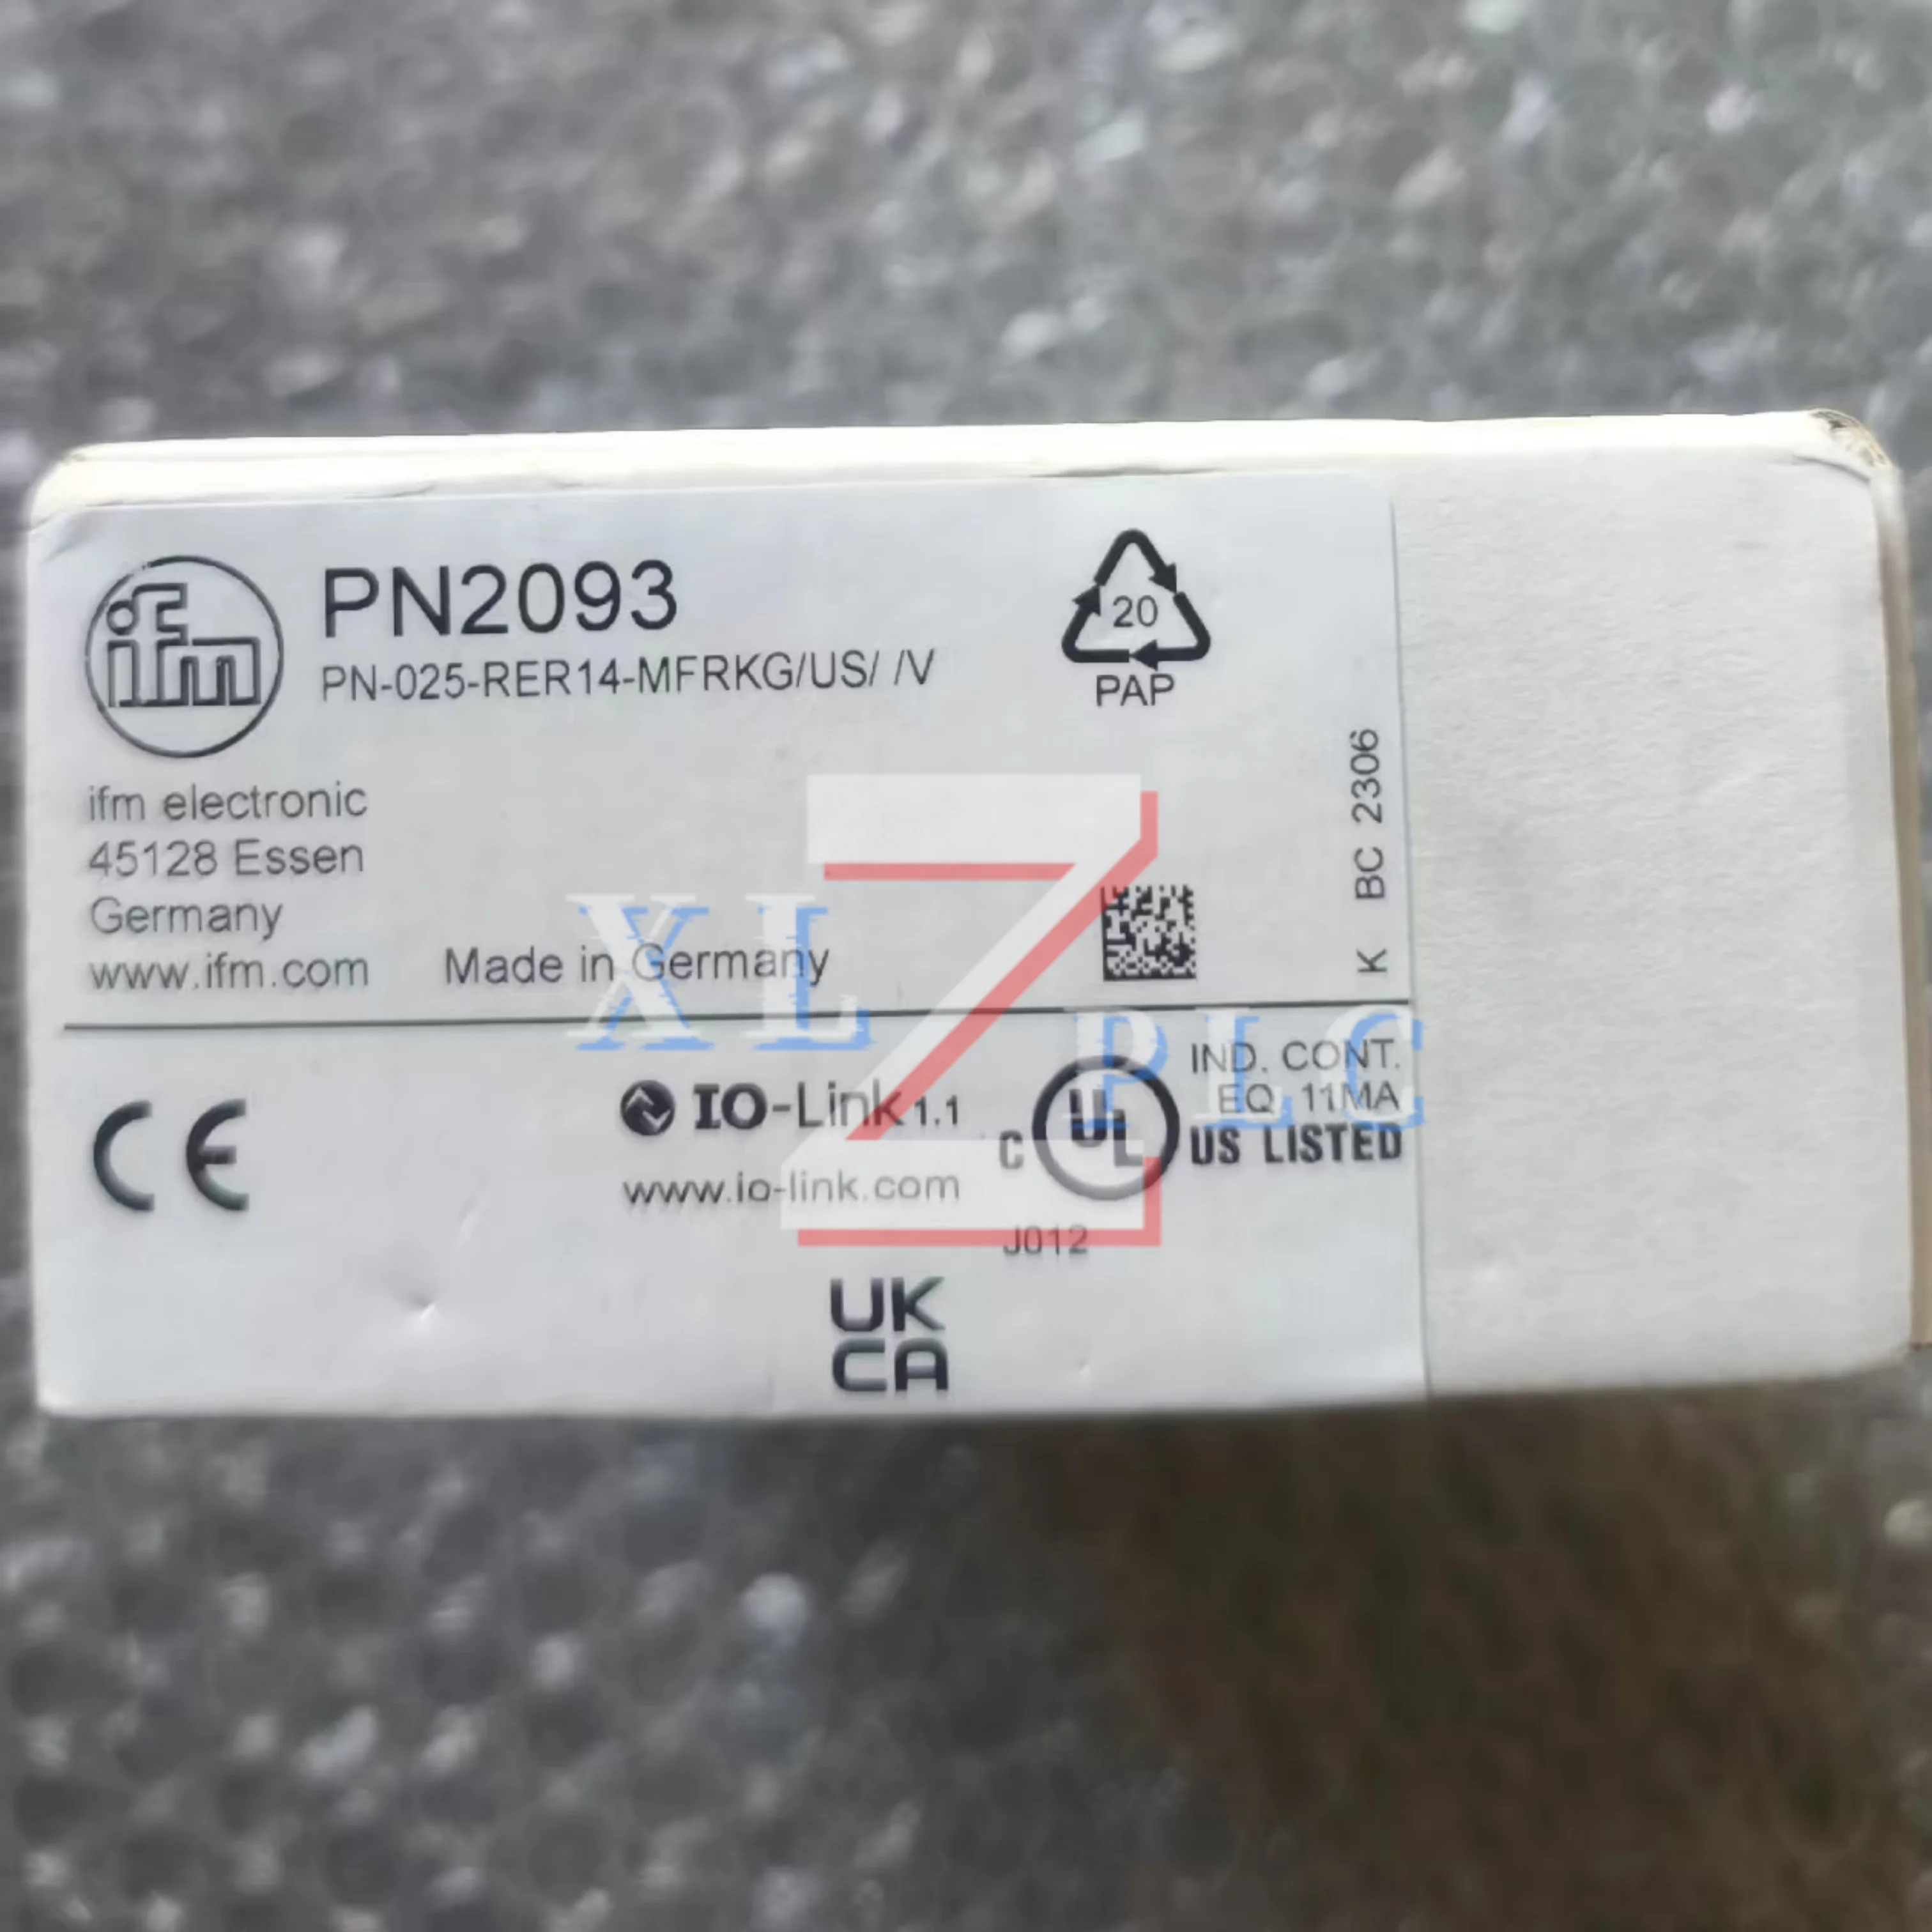 ifm
PN2093
PN-025-RER14-MFRKG/US/ /V
20
PAP
ifm electronic
45128 Essen
Germany
www.ifm.com
Made in Germany
K BC 2306
XL Z PLC
CE
IO-Link 1.1
www.io-link.com
C UL US LISTED
IND. CONT.
EQ 11MA
J012
UK
CA